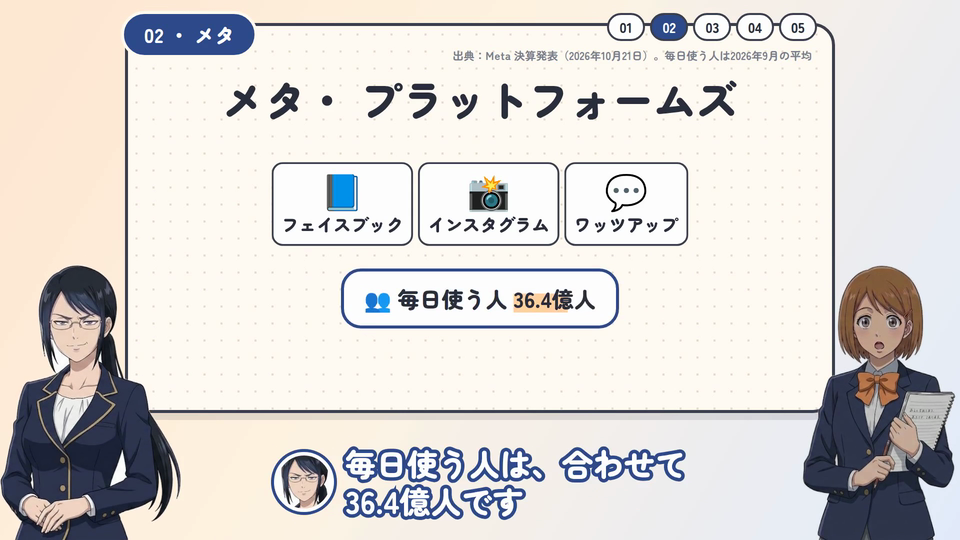 02 ・ メタ
01 02 03 04 05
出典：Meta 決算発表（2026年10月21日）。毎日使う人は2026年9月の平均
メタ・ プラットフォームズ
フェイスブック
インスタグラム
ワッツアップ
毎日使う人 36.4億人
毎日使う人は、合わせて
36.4億人です